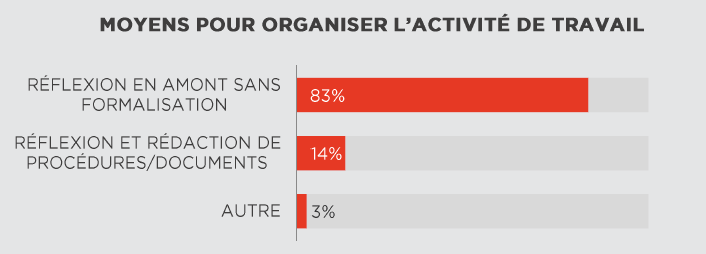 MOYENS POUR ORGANISER L’ACTIVITÉ DE TRAVAIL
RÉFLEXION EN AMONT SANS
FORMALISATION
83%
RÉFLEXION ET RÉDACTION DE
PROCÉDURES/DOCUMENTS
14%
AUTRE
3%